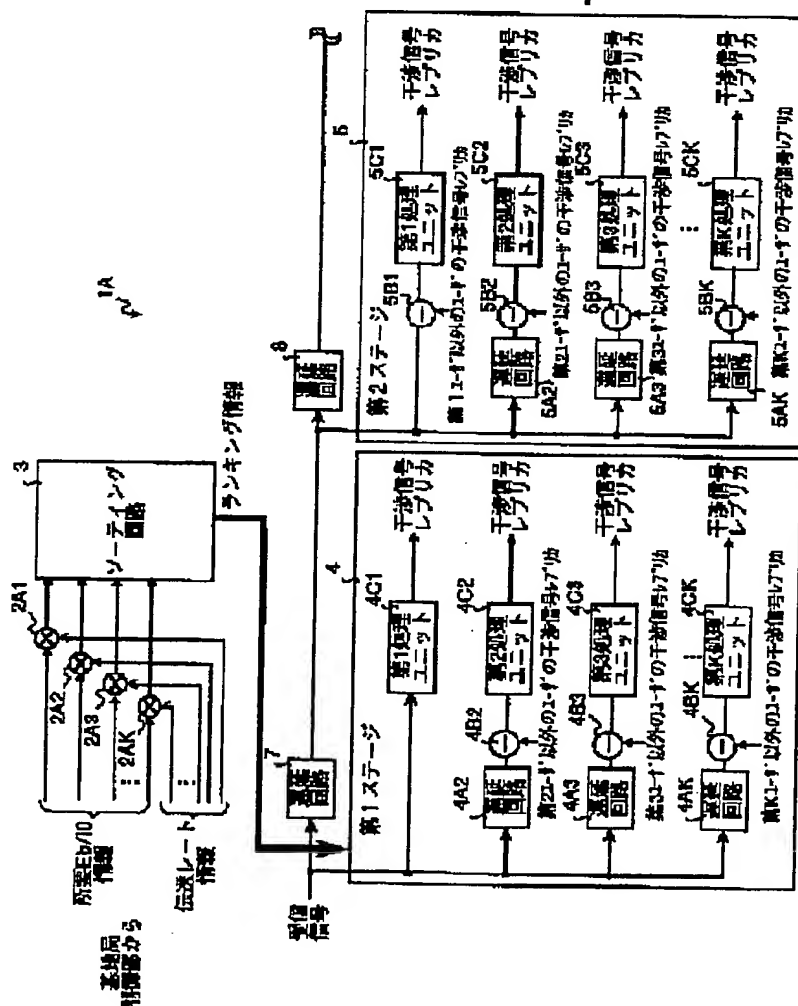 1A
基地局
制御部から
所要Eb/I0
情報
伝送レート
情報
2A1
2A2
2A3
2AK
3
ソーティング
回路
ランキング情報
受信
信号
7
遅延
回路
8
遅延
回路
4
第1ステージ
4C1
第1処理
ユニット
干渉信号
レプリカ
4A2
遅延
回路
4B2
4C2
第2処理
ユニット
干渉信号
レプリカ
第2ユーザ以外のユーザの干渉信号レプリカ
4A3
遅延
回路
4B3
4C3
第3処理
ユニット
干渉信号
レプリカ
第3ユーザ以外のユーザの干渉信号レプリカ
4AK
遅延
回路
4BK
4CK
第K処理
ユニット
干渉信号
レプリカ
第Kユーザ以外のユーザの干渉信号レプリカ
5
第2ステージ
5B1
5C1
第1処理
ユニット
干渉信号
レプリカ
第1ユーザ以外のユーザの干渉信号レプリカ
5A2
遅延
回路
5B2
5C2
第2処理
ユニット
干渉信号
レプリカ
第2ユーザ以外のユーザの干渉信号レプリカ
5A3
遅延
回路
5B3
5C3
第3処理
ユニット
干渉信号
レプリカ
第3ユーザ以外のユーザの干渉信号レプリカ
5AK
遅延
回路
5BK
5CK
第K処理
ユニット
干渉信号
レプリカ
第Kユーザ以外のユーザの干渉信号レプリカ